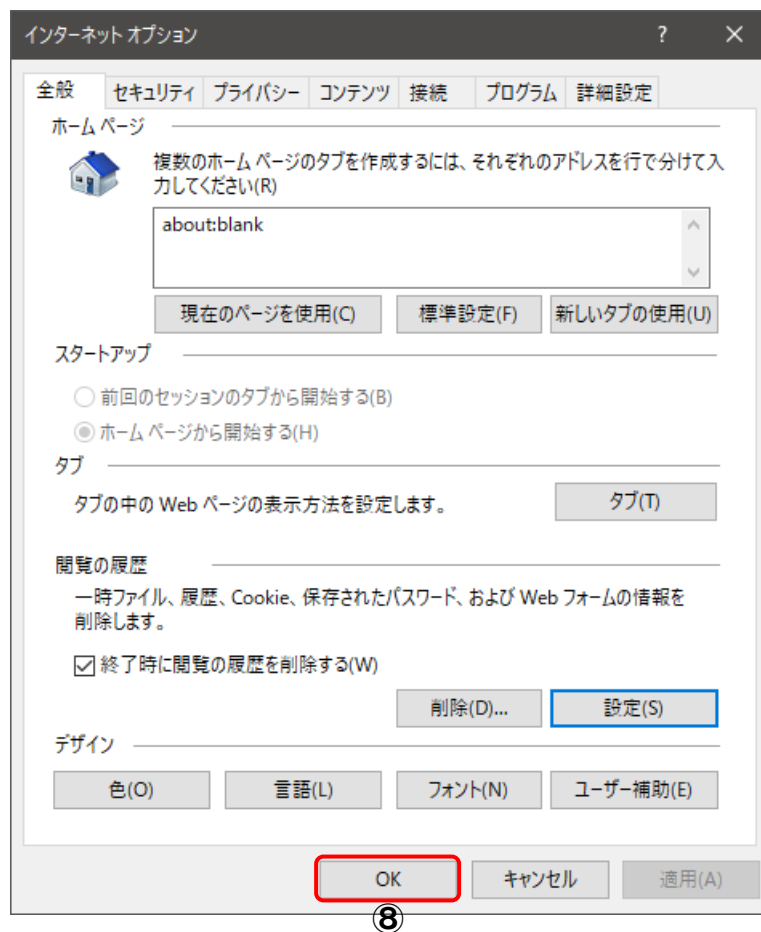 インターネット オプション ? ×
全般 セキュリティ プライバシー コンテンツ 接続 プログラム 詳細設定
ホーム ページ
複数のホーム ページのタブを作成するには、それぞれのアドレスを行で分けて入
力してください(R)
about:blank
現在のページを使用(C) 標準設定(F) 新しいタブの使用(U)
スタートアップ
前回のセッションのタブから開始する(B)
ホーム ページから開始する(H)
タブ
タブの中の Web ページの表示方法を設定します。 タブ(T)
閲覧の履歴
一時ファイル、履歴、Cookie、保存されたパスワード、および Web フォームの情報を
削除します。
終了時に閲覧の履歴を削除する(W)
削除(D)... 設定(S)
デザイン
色(O) 言語(L) フォント(N) ユーザー補助(E)
OK キャンセル 適用(A)
⑧